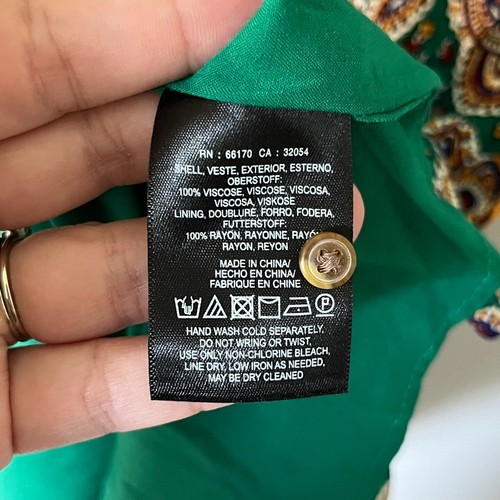 RN : 66170 CA : 32054
SHELL, VESTE, EXTERIOR, ESTERNO,
OBERSTOFF:
100% VISCOSE, VISCOSE, VISCOSA,
VISCOSA, VISKOSE
LINING, DOUBLURE, FORRO, FODERA,
FUTTERSTOFF:
100% RAYON, RAYONNE,
RAYON, REYON
MADE IN CHINA/
HECHO EN CHINA/
FABRIQUE EN CHINE
P
HAND WASH COLD SEPARATELY.
DO NOT WRING OR TWIST.
USE ONLY NON-CHLORINE BLEACH,
LINE DRY, LOW IRON AS NEEDED,
MAY BE DRY CLEANED